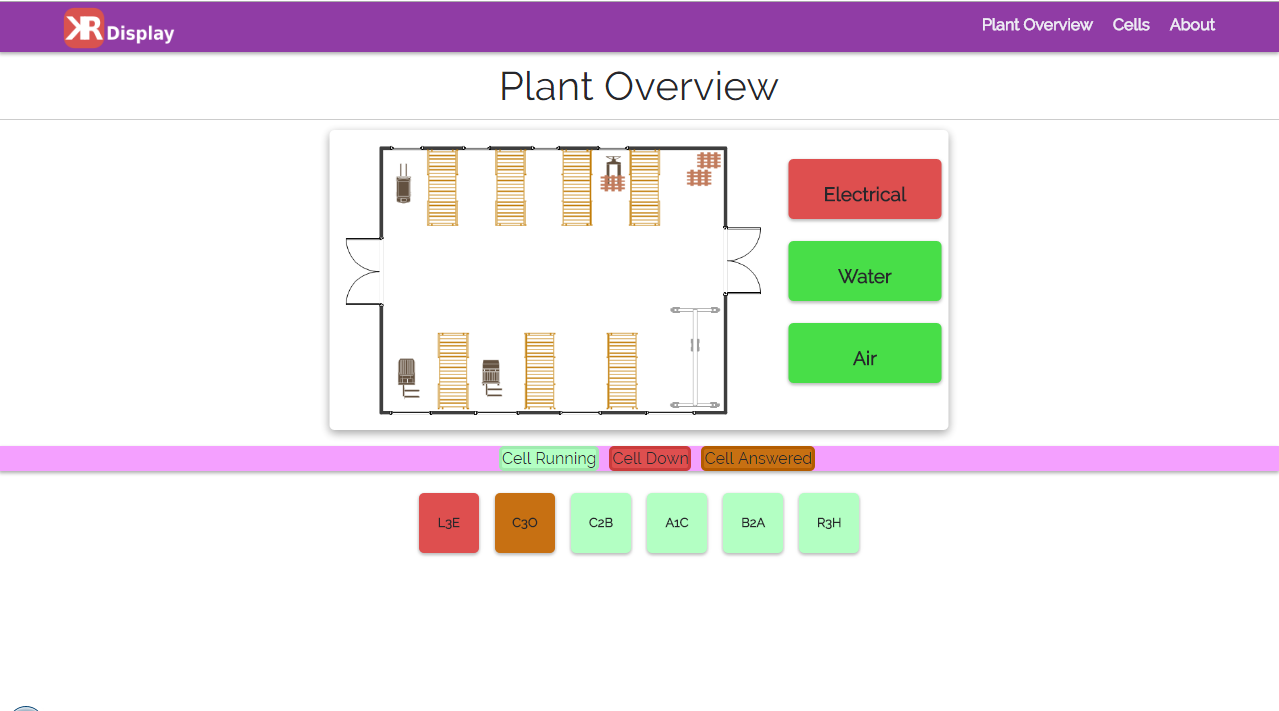 KR Display
Plant Overview Cells About
Plant Overview
Electrical
Water
Air
Cell Running Cell Down Cell Answered
L3E C3O C2B A1C B2A R3H